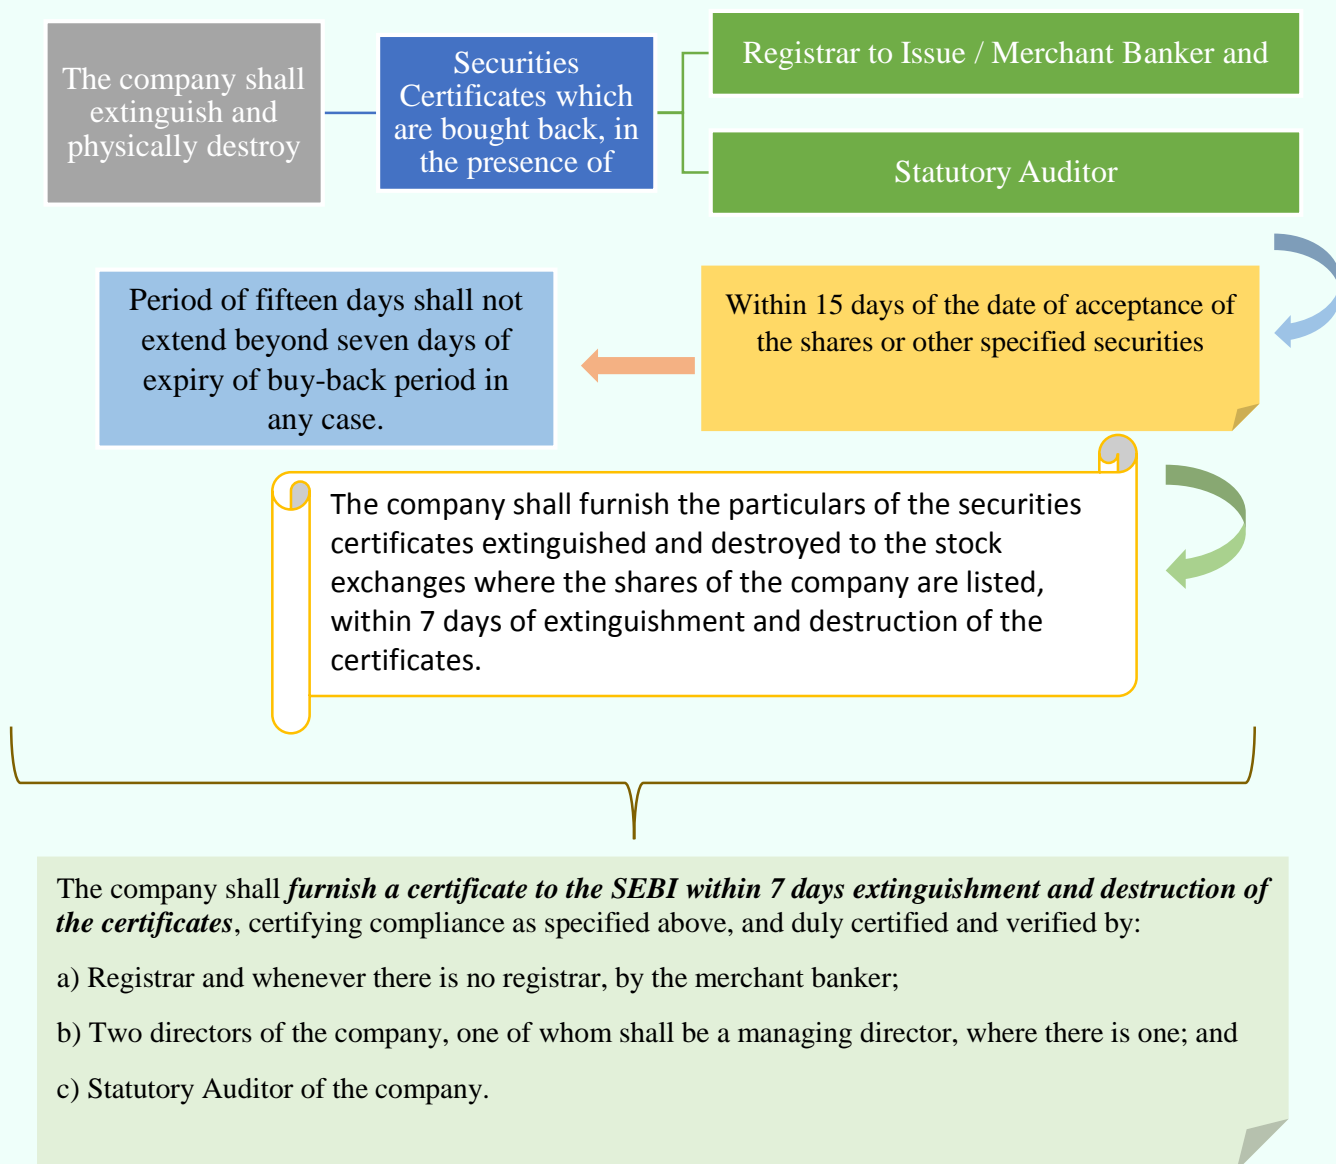 The company shall
extinguish and
physically destroy
Securities
Certificates which
are bought back, in
the presence of
Registrar to Issue / Merchant Banker and
Statutory Auditor
Within 15 days of the date of acceptance of
the shares or other specified securities
Period of fifteen days shall not
extend beyond seven days of
expiry of buy-back period in
any case.
The company shall furnish the particulars of the securities
certificates extinguished and destroyed to the stock
exchanges where the shares of the company are listed,
within 7 days of extinguishment and destruction of the
certificates.
The company shall furnish a certificate to the SEBI within 7 days extinguishment and destruction of
the certificates, certifying compliance as specified above, and duly certified and verified by:
a) Registrar and whenever there is no registrar, by the merchant banker;
b) Two directors of the company, one of whom shall be a managing director, where there is one; and
c) Statutory Auditor of the company.